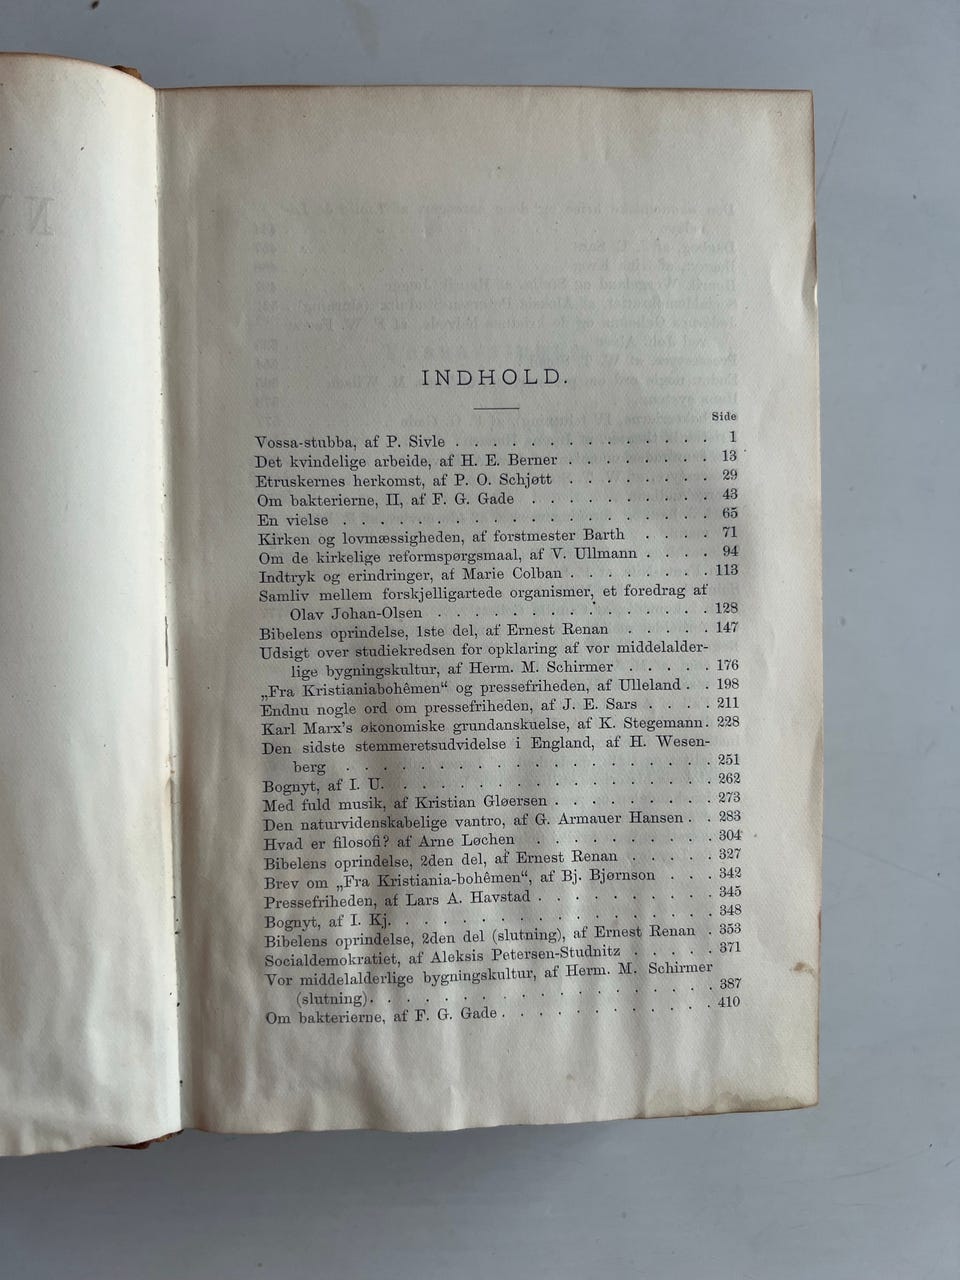 INDHOLD.
Side
Vossa-stubba, af P. Sivle . . . . . . . . . . . . . . 1
Det kvindelige arbeide, af H. E. Berner . . . . . . . . 13
Etruskernes herkomst, af P. O. Schjøtt . . . . . . . . 29
Om bakterierne, II, af F. G. Gade . . . . . . . . . . 43
En vielse . . . . . . . . . . . . . . . . . . . 65
Kirken og lovmæssigheden, af forstmester Barth . . . . 71
Om de kirkelige reformspørgsmaal, af V. Ullmann . . . . 94
Indtryk og erindringer, af Marie Colban . . . . . . . . 113
Samliv mellem forskjelligartede organismer, et foredrag af
Olav Johan-Olsen . . . . . . . . . . . . . . 128
Bibelens oprindelse, 1ste del, af Ernest Renan . . . . . 147
Udsigt over studiekredsen for opklaring af vor middelalder-
lige bygningskultur, af Herm. M. Schirmer . . . . . 176
„Fra Kristianiabohêmen“ og pressefriheden, af Ulleland . . 198
Endnu nogle ord om pressefriheden, af J. E. Sars . . . . 211
Karl Marx's økonomiske grundanskuelse, af K. Stegemann . 228
Den sidste stemmeretsudvidelse i England, af H. Wesen-
berg . . . . . . . . . . . . . . . . . . 251
Bognyt, af I. U. . . . . . . . . . . . . . . . . 262
Med fuld musik, af Kristian Gløersen . . . . . . . . . 273
Den naturvidenskabelige vantro, af G. Armauer Hansen . . 283
Hvad er filosofi? af Arne Løchen . . . . . . . . . . 304
Bibelens oprindelse, 2den del, af Ernest Renan . . . . . 327
Brev om „Fra Kristiania-bohêmen“, af Bj. Bjørnson . . . 342
Pressefriheden, af Lars A. Havstad . . . . . . . . . 345
Bognyt, af I. Kj. . . . . . . . . . . . . . . . . 348
Bibelens oprindelse, 2den del (slutning), af Ernest Renan . 353
Socialdemokratiet, af Aleksis Petersen-Studnitz . . . . . 371
Vor middelalderlige bygningskultur, af Herm. M. Schirmer
(slutning) . . . . . . . . . . . . . . . . . 387
Om bakterierne, af F. G. Gade . . . . . . . . . . . 410